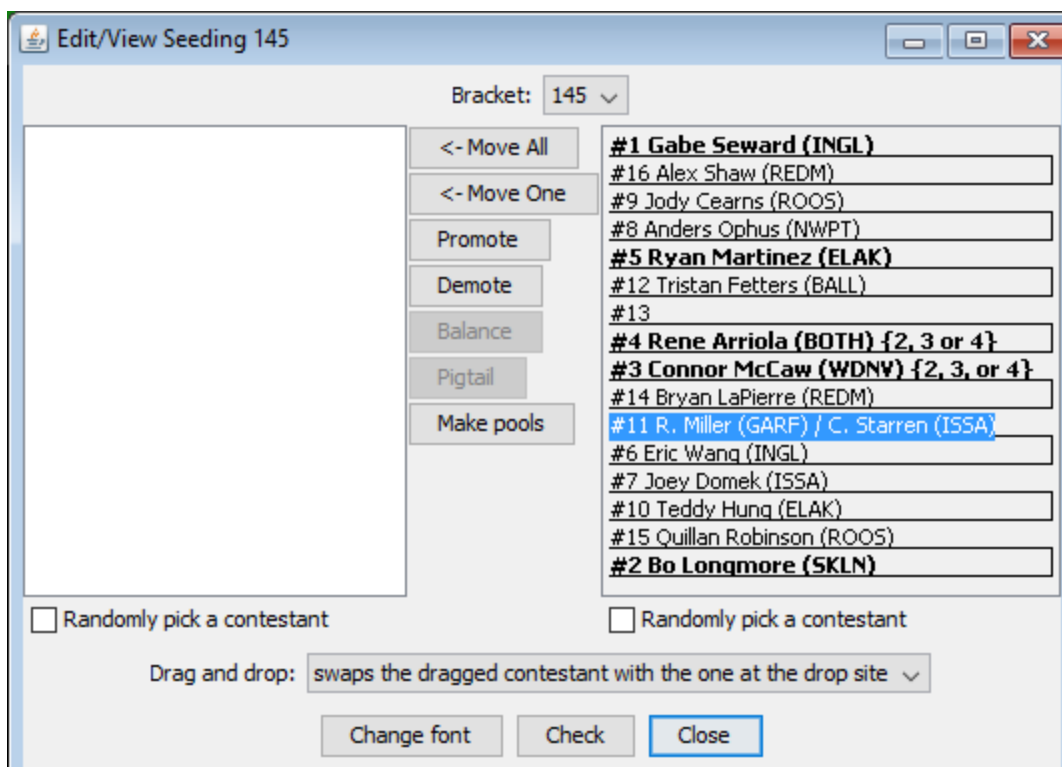 Edit/View Seeding 145
Bracket: 145
<- Move All
<- Move One
Promote
Demote
Balance
Pigtail
Make pools
#1 Gabe Seward (INGL)
#16 Alex Shaw (REDM)
#9 Jody Cearns (ROOS)
#8 Anders Ophus (NWPT)
#5 Ryan Martinez (ELAK)
#12 Tristan Fetters (BALL)
#13
#4 Rene Arriola (BOTH) {2, 3 or 4}
#3 Connor McCaw (WDNV) {2, 3, or 4}
#14 Bryan LaPierre (REDM)
#11 R. Miller (GARF) / C. Starren (ISSA)
#6 Eric Wang (INGL)
#7 Joey Domek (ISSA)
#10 Teddy Hung (ELAK)
#15 Quillan Robinson (ROOS)
#2 Bo Longmore (SKLN)
Randomly pick a contestant
Randomly pick a contestant
Drag and drop: swaps the dragged contestant with the one at the drop site
Change font
Check
Close